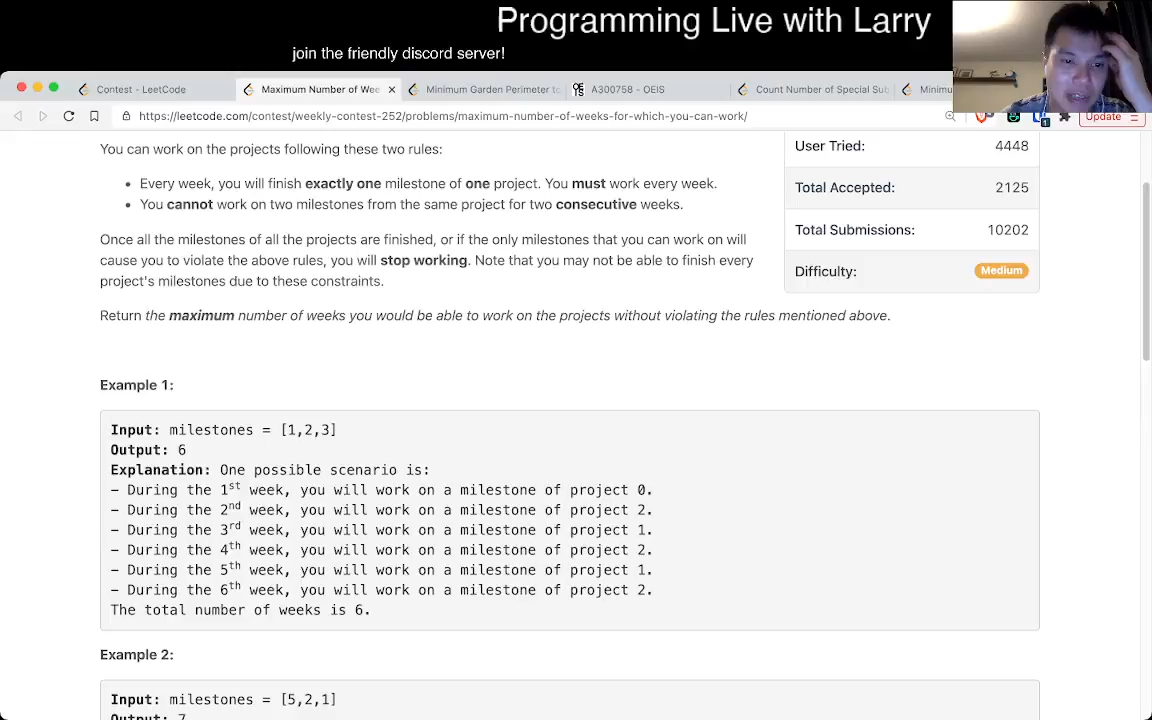 Programming Live with Larry
join the friendly discord server!
Contest - LeetCode
Maximum Number of Wee
Minimum Garden Perimeter to
A300758 - OEIS
Count Number of Special Sub
Minimu
https://leetcode.com/contest/weekly-contest-252/problems/maximum-number-of-weeks-for-which-you-can-work/
1
Update
You can work on the projects following these two rules:
User Tried: 4448
• Every week, you will finish exactly one milestone of one project. You must work every week.
Total Accepted: 2125
• You cannot work on two milestones from the same project for two consecutive weeks.
Total Submissions: 10202
Once all the milestones of all the projects are finished, or if the only milestones that you can work on will
cause you to violate the above rules, you will stop working. Note that you may not be able to finish every
Difficulty: Medium
project's milestones due to these constraints.
Return the maximum number of weeks you would be able to work on the projects without violating the rules mentioned above.
Example 1:
Input: milestones = [1,2,3]
Output: 6
Explanation: One possible scenario is:
- During the 1st week, you will work on a milestone of project 0.
- During the 2nd week, you will work on a milestone of project 2.
- During the 3rd week, you will work on a milestone of project 1.
- During the 4th week, you will work on a milestone of project 2.
- During the 5th week, you will work on a milestone of project 1.
- During the 6th week, you will work on a milestone of project 2.
The total number of weeks is 6.
Example 2:
Input: milestones = [5,2,1]
Output: 7